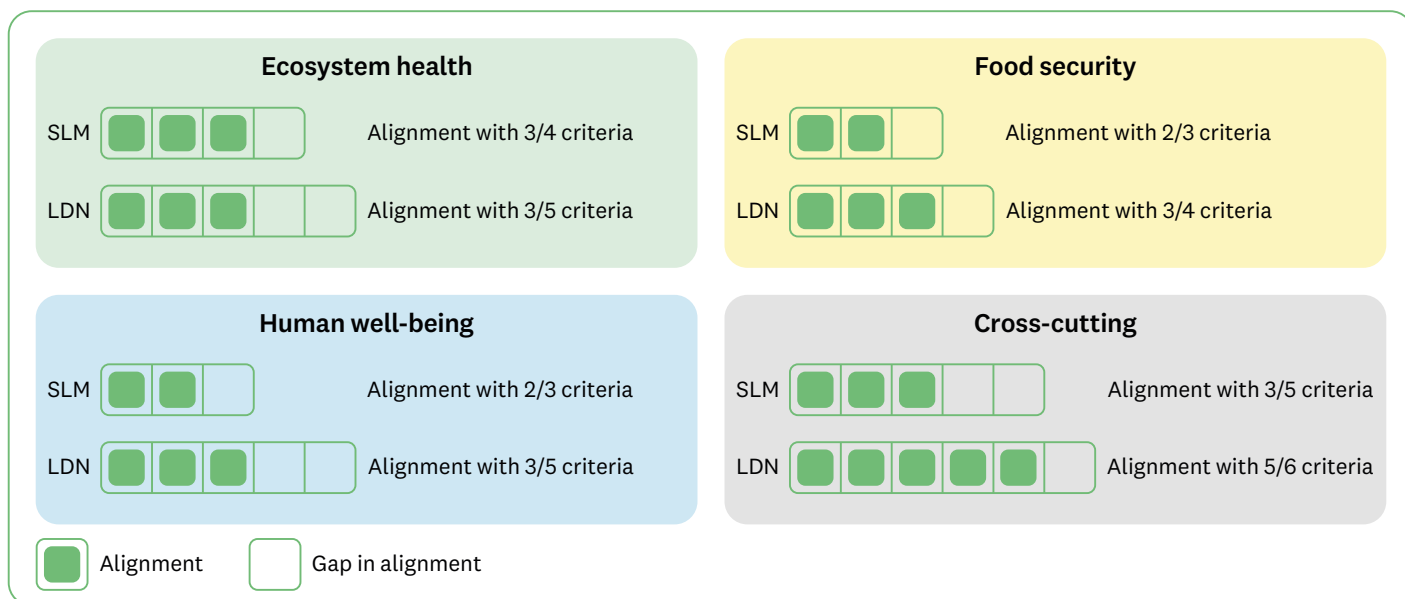 Ecosystem health
SLM Alignment with 3/4 criteria
LDN Alignment with 3/5 criteria
Food security
SLM Alignment with 2/3 criteria
LDN Alignment with 3/4 criteria
Human well-being
SLM Alignment with 2/3 criteria
LDN Alignment with 3/5 criteria
Cross-cutting
SLM Alignment with 3/5 criteria
LDN Alignment with 5/6 criteria
Alignment
Gap in alignment